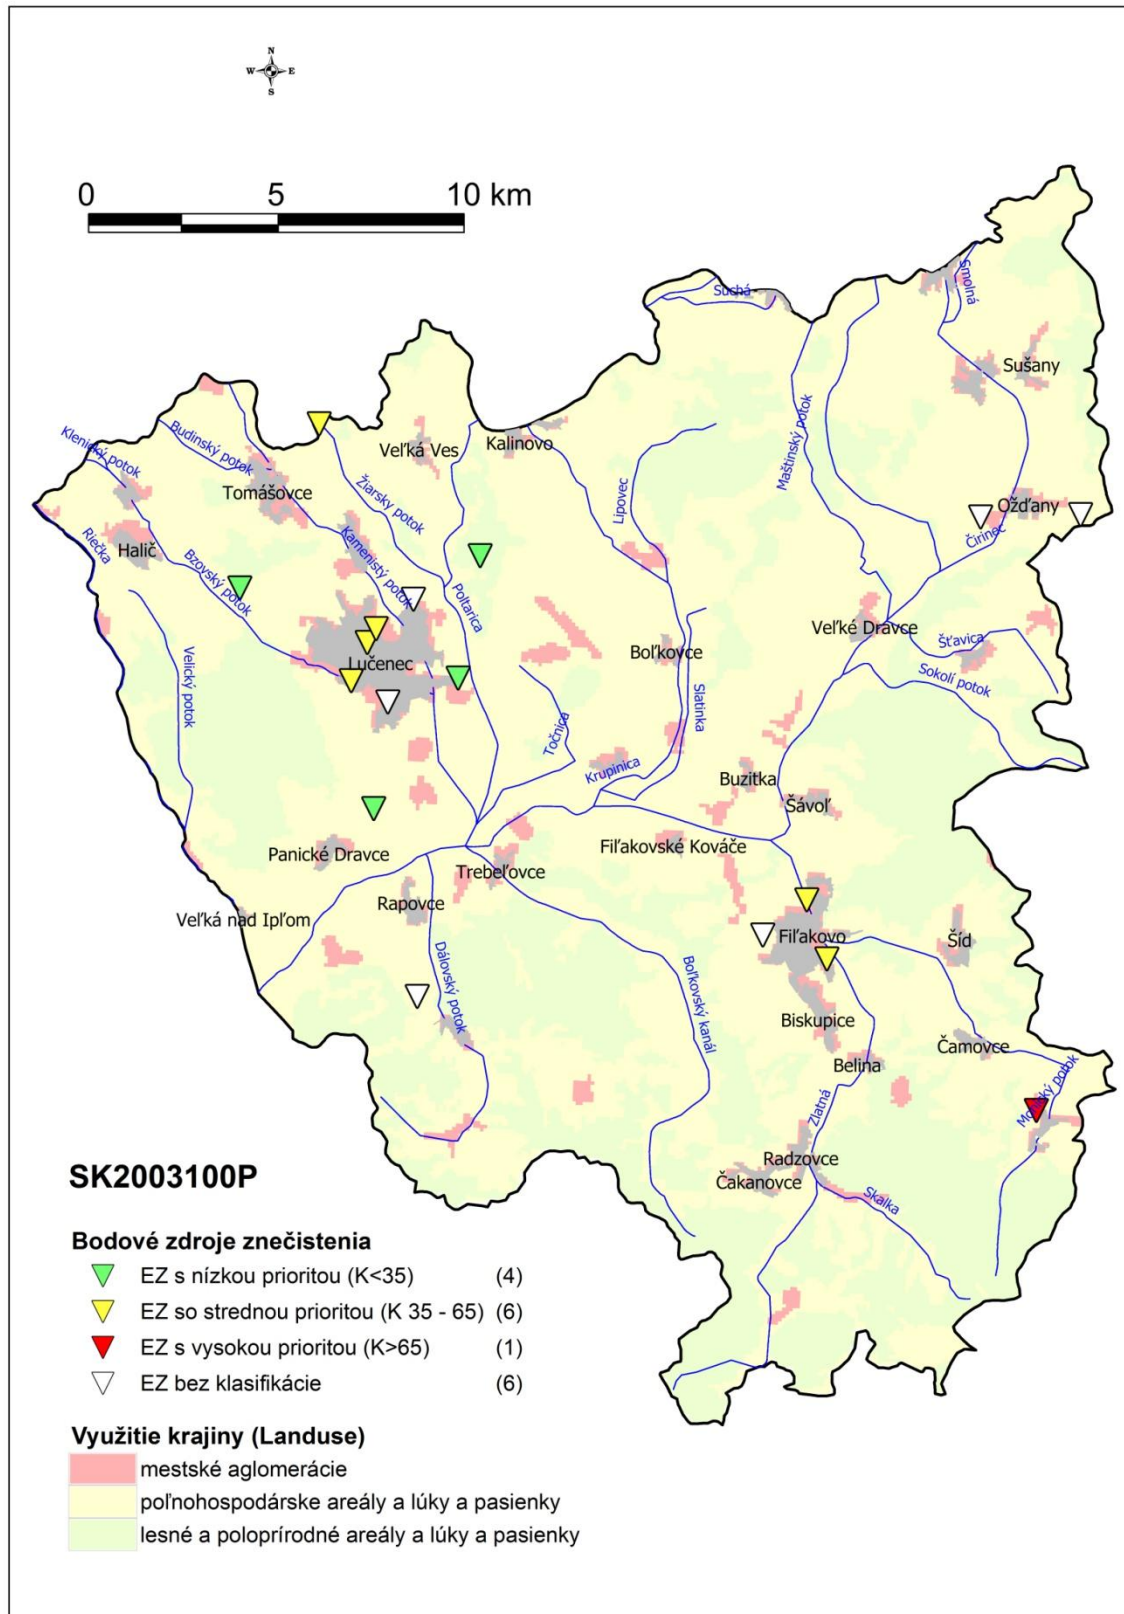 N
W E
S
0 5 10 km
Smolná
Suchá
Sušany
Maštinský potok
Klenický potok
Budinský potok
Veľká Ves
Kalinovo
Tomášovce
Žiarsky potok
Lipovec
Ožďany
Čirinec
Riečka
Halič
Bzovský potok
Kamenistý potok
Poltarica
Veľké Dravce
Šťavica
Velický potok
Lučenec
Boľkovce
Sokolí potok
Slatinka
Točnica
Krupinica
Buzitka
Šávoľ
Panické Dravce
Trebeľovce
Fiľakovské Kováče
Rapovce
Veľká nad Ipľom
Fiľakovo
Šíd
Dálovský potok
Boľkovský kanál
Biskupice
Čamovce
Belina
Zlatná
Radzovce
Čakanovce
Skalka
SK2003100P
Bodové zdroje znečistenia
EZ s nízkou prioritou (K<35) (4)
EZ so strednou prioritou (K 35 - 65) (6)
EZ s vysokou prioritou (K>65) (1)
EZ bez klasifikácie (6)
Využitie krajiny (Landuse)
mestské aglomerácie
poľnohospodárske areály a lúky a pasienky
lesné a poloprírodné areály a lúky a pasienky